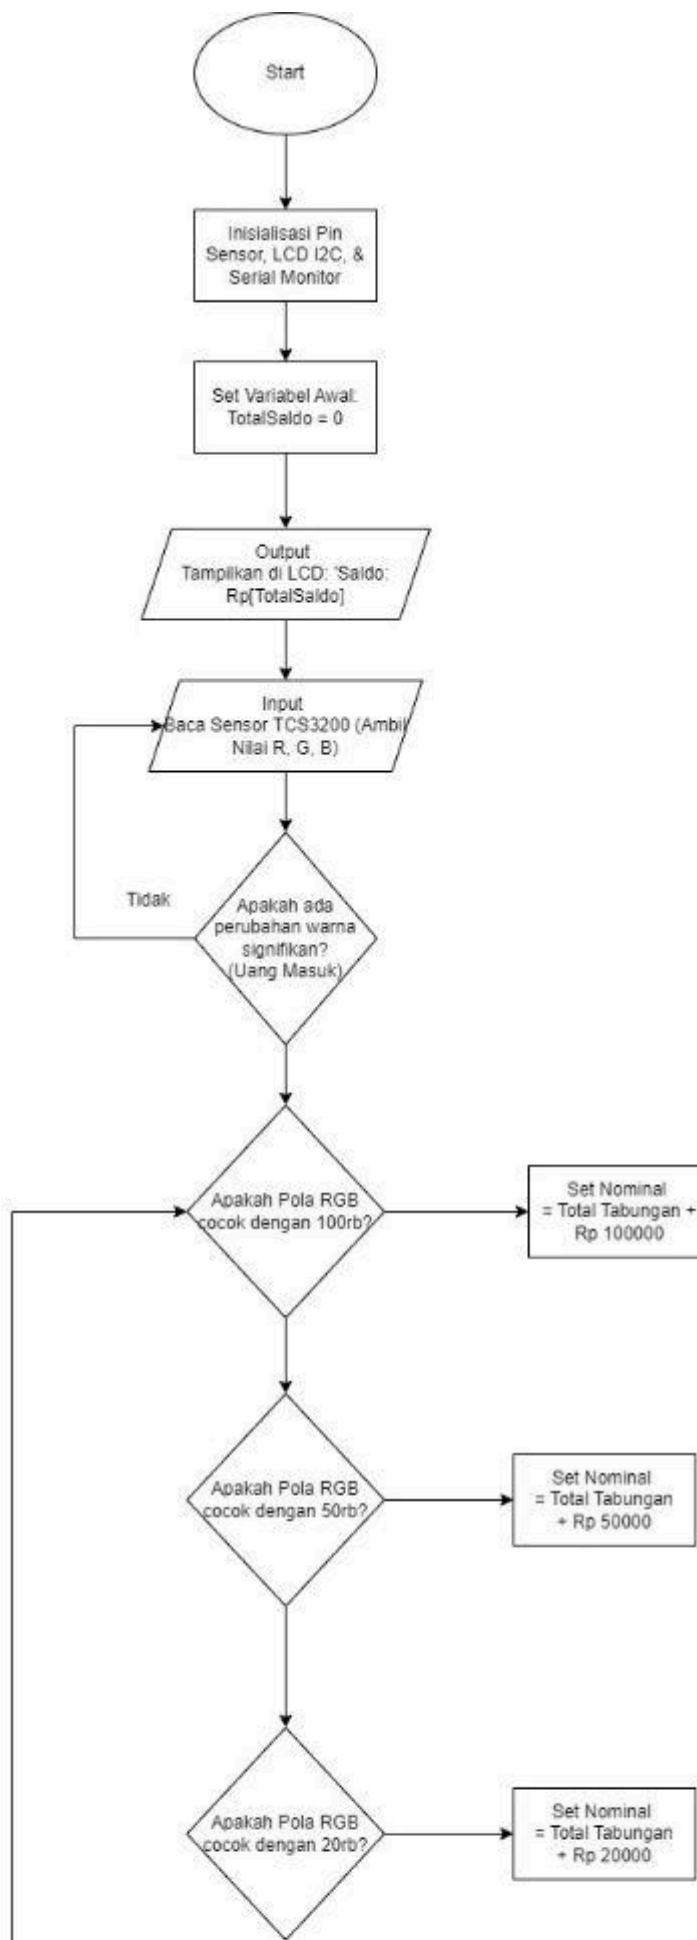 Start
Inisialisasi Pin
Sensor, LCD I2C, &
Serial Monitor
Set Variabel Awal:
TotalSaldo = 0
Output
Tampilkan di LCD: 'Saldo:
Rp[TotalSaldo]
Input
Baca Sensor TCS3200 (Ambil
Nilai R, G, B)
Tidak
Apakah ada
perubahan warna
signifikan?
(Uang Masuk)
Apakah Pola RGB
cocok dengan 100rb?
Set Nominal
= Total Tabungan +
Rp 100000
Apakah Pola RGB
cocok dengan 50rb?
Set Nominal
= Total Tabungan
+ Rp 50000
Apakah Pola RGB
cocok dengan 20rb?
Set Nominal
= Total Tabungan
+ Rp 20000